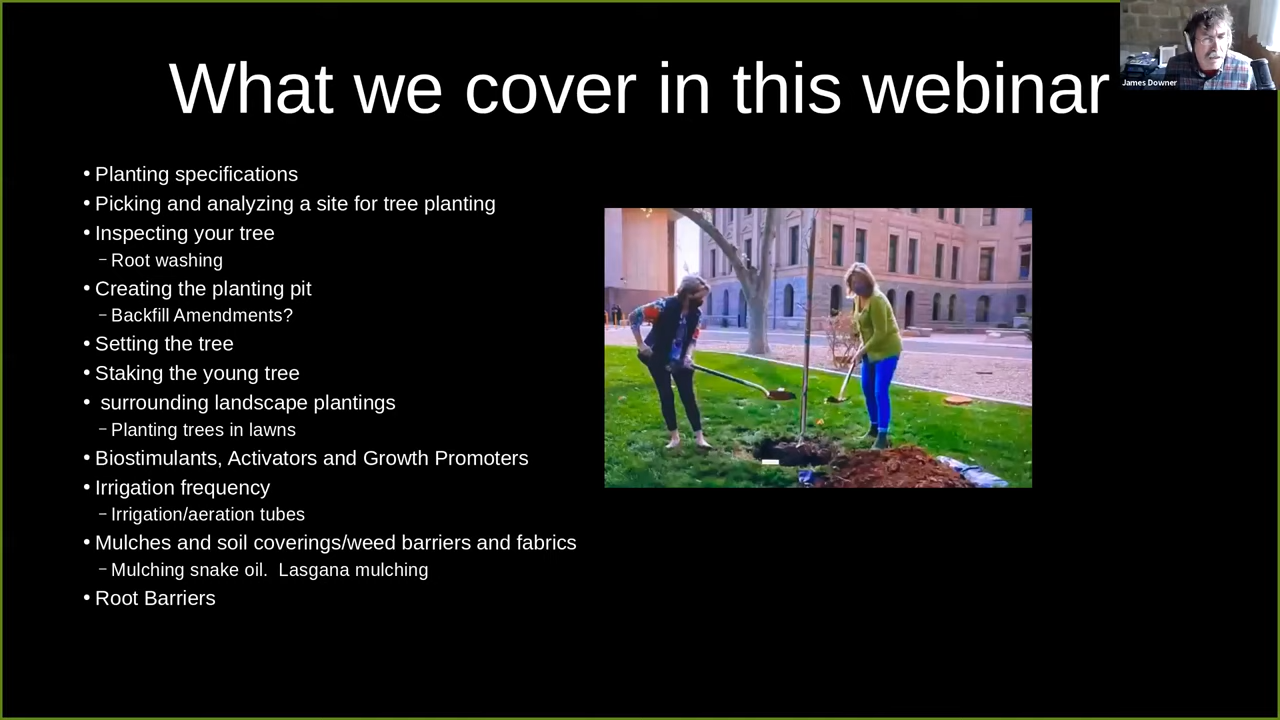 What we cover in this webinar
James Downer
• Planting specifications
• Picking and analyzing a site for tree planting
• Inspecting your tree
– Root washing
• Creating the planting pit
– Backfill Amendments?
• Setting the tree
• Staking the young tree
• surrounding landscape plantings
– Planting trees in lawns
• Biostimulants, Activators and Growth Promoters
• Irrigation frequency
– Irrigation/aeration tubes
• Mulches and soil coverings/weed barriers and fabrics
– Mulching snake oil.  Lasgana mulching
• Root Barriers